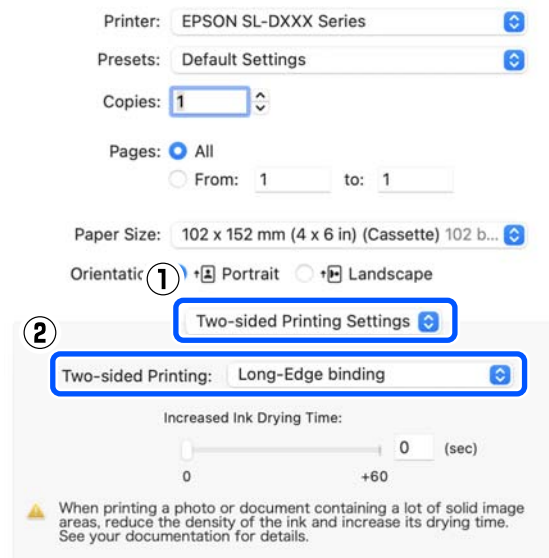 Printer: EPSON SL-DXXX Series
Presets: Default Settings
Copies: 1
Pages: All
From: 1 to: 1
Paper Size: 102 x 152 mm (4 x 6 in) (Cassette) 102 b...
Orientatic Portrait Landscape
1
Two-sided Printing Settings
2
Two-sided Printing: Long-Edge binding
Increased Ink Drying Time:
0 (sec)
0 +60
When printing a photo or document containing a lot of solid image
areas, reduce the density of the ink and increase its drying time.
See your documentation for details.